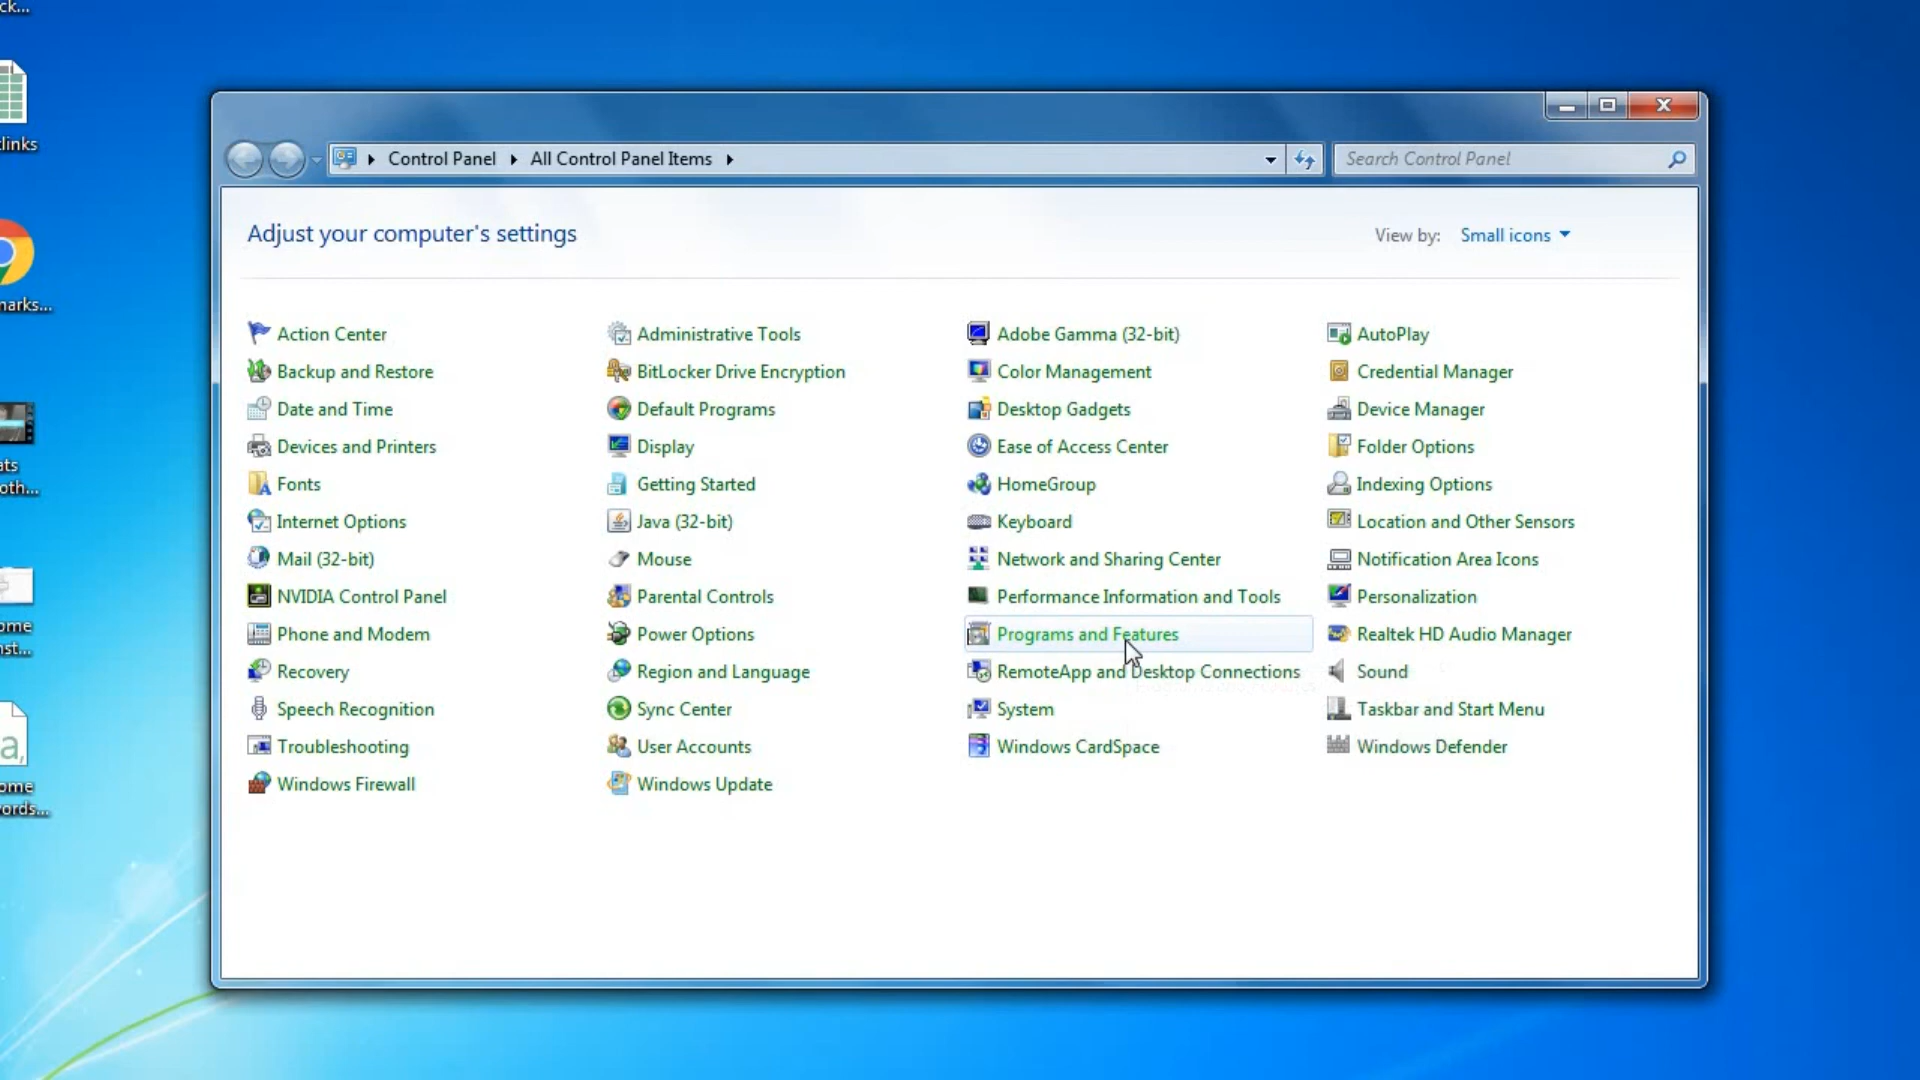 ck...
links
narks...
ats
oth...
ome
nst...
a,
ome
ords...
Control Panel
All Control Panel Items
Search Control Panel
Adjust your computer's settings
View by: Small icons
Action Center
Administrative Tools
Adobe Gamma (32-bit)
AutoPlay
Backup and Restore
BitLocker Drive Encryption
Color Management
Credential Manager
Date and Time
Default Programs
Desktop Gadgets
Device Manager
Devices and Printers
Display
Ease of Access Center
Folder Options
Fonts
Getting Started
HomeGroup
Indexing Options
Internet Options
Java (32-bit)
Keyboard
Location and Other Sensors
Mail (32-bit)
Mouse
Network and Sharing Center
Notification Area Icons
NVIDIA Control Panel
Parental Controls
Performance Information and Tools
Personalization
Phone and Modem
Power Options
Programs and Features
Realtek HD Audio Manager
Recovery
Region and Language
RemoteApp and Desktop Connections
Sound
Speech Recognition
Sync Center
System
Taskbar and Start Menu
Troubleshooting
User Accounts
Windows CardSpace
Windows Defender
Windows Firewall
Windows Update